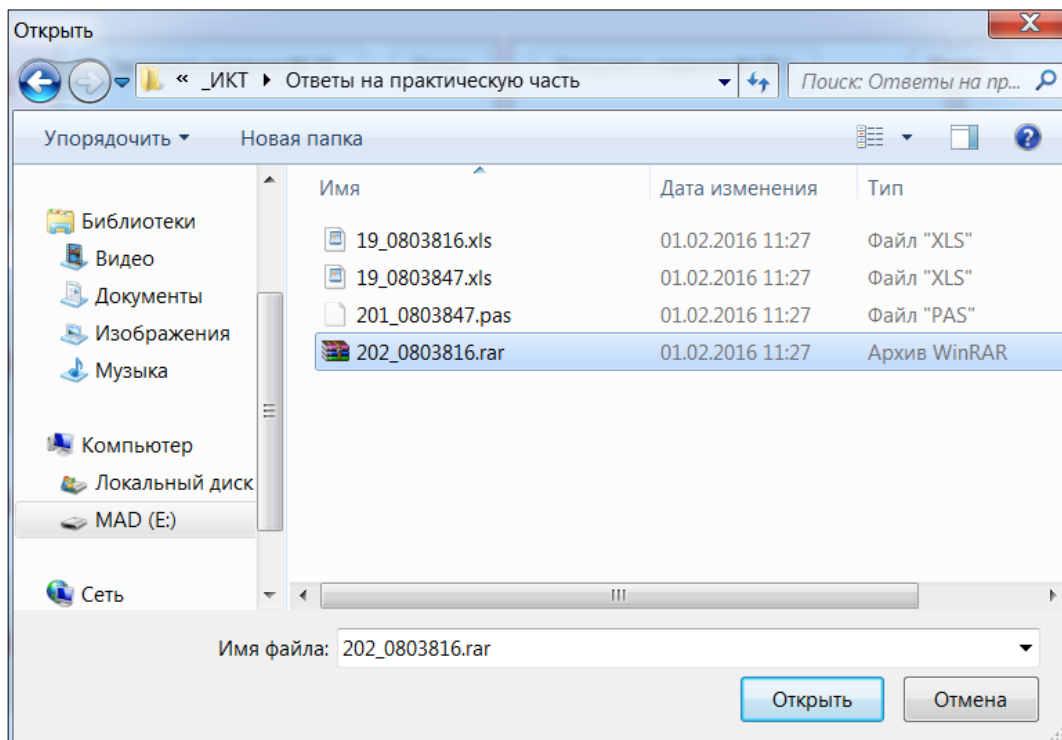 Открыть
« _ИКТ ▸ Ответы на практическую часть
Поиск: Ответы на пр...
Упорядочить
Новая папка
Имя
Дата изменения
Тип
Библиотеки
Видео
Документы
Изображения
Музыка
Компьютер
Локальный диск
MAD (E:)
Сеть
19_0803816.xls 01.02.2016 11:27 Файл "XLS"
19_0803847.xls 01.02.2016 11:27 Файл "XLS"
201_0803847.pas 01.02.2016 11:27 Файл "PAS"
202_0803816.rar 01.02.2016 11:27 Архив WinRAR
Имя файла: 202_0803816.rar
Открыть
Отмена